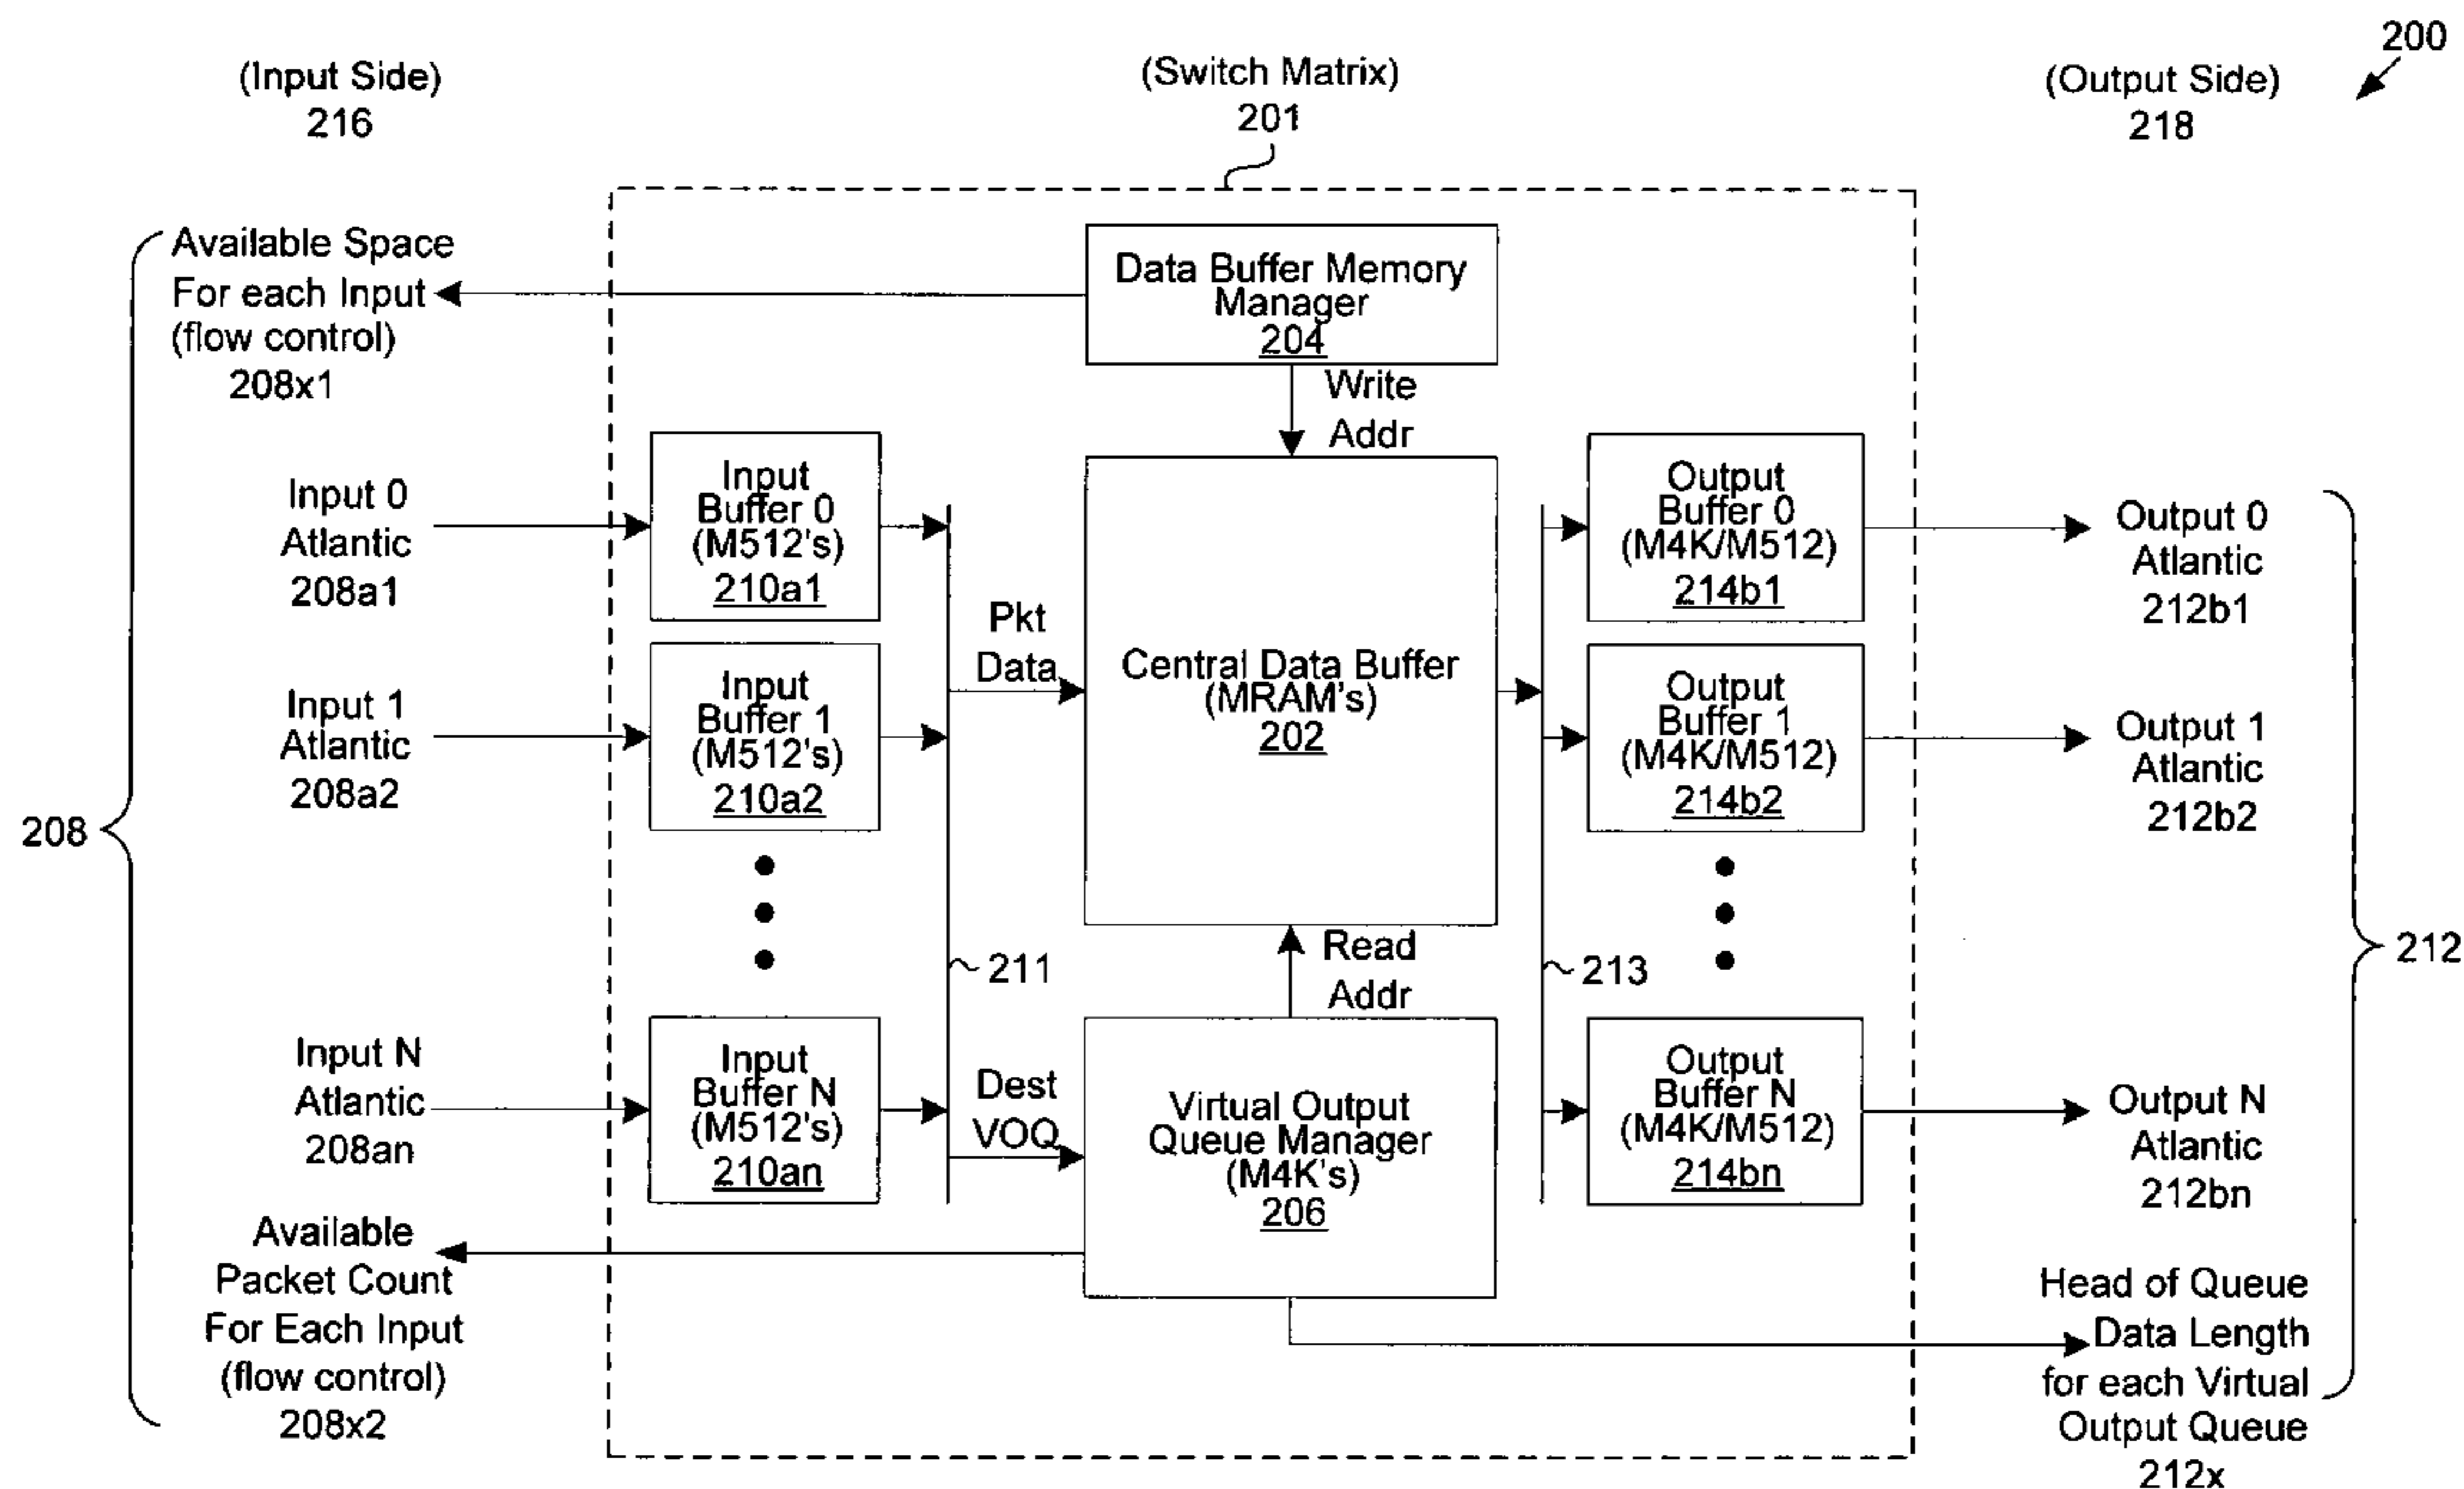 200
(Input Side)
216
(Switch Matrix)
201
(Output Side)
218
Available Space
For each Input
(flow control)
208x1
Data Buffer Memory
Manager
204
Write
Addr
Input 0
Atlantic
208a1
Input
Buffer 0
(M512's)
210a1
Output
Buffer 0
(M4K/M512)
214b1
Output 0
Atlantic
212b1
Pkt
Data
Central Data Buffer
(MRAM's)
202
Input 1
Atlantic
208a2
Input
Buffer 1
(M512's)
210a2
Output
Buffer 1
(M4K/M512)
214b2
Output 1
Atlantic
212b2
208
212
211
213
Read
Addr
Input N
Atlantic
208an
Input
Buffer N
(M512's)
210an
Dest
VOQ
Virtual Output
Queue Manager
(M4K's)
206
Output
Buffer N
(M4K/M512)
214bn
Output N
Atlantic
212bn
Available
Packet Count
For Each Input
(flow control)
208x2
Head of Queue
Data Length
for each Virtual
Output Queue
212x